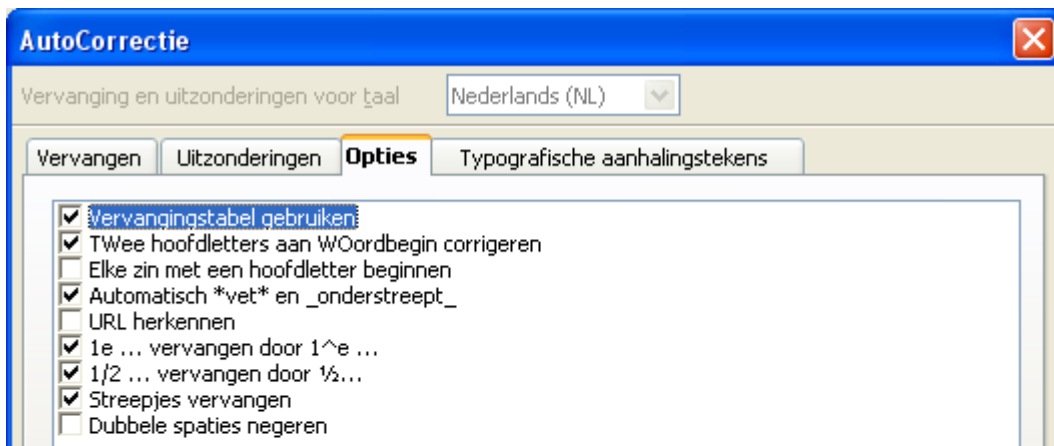 AutoCorrectie
Vervanging en uitzonderingen voor taal Nederlands (NL)
Vervangen Uitzonderingen Opties Typografische aanhalingstekens
Vervangingstabel gebruiken
TWee hoofdletters aan WOordbegin corrigeren
Elke zin met een hoofdletter beginnen
Automatisch *vet* en _onderstreept_
URL herkennen
1e ... vervangen door 1^e ...
1/2 ... vervangen door ½...
Streepjes vervangen
Dubbele spaties negeren